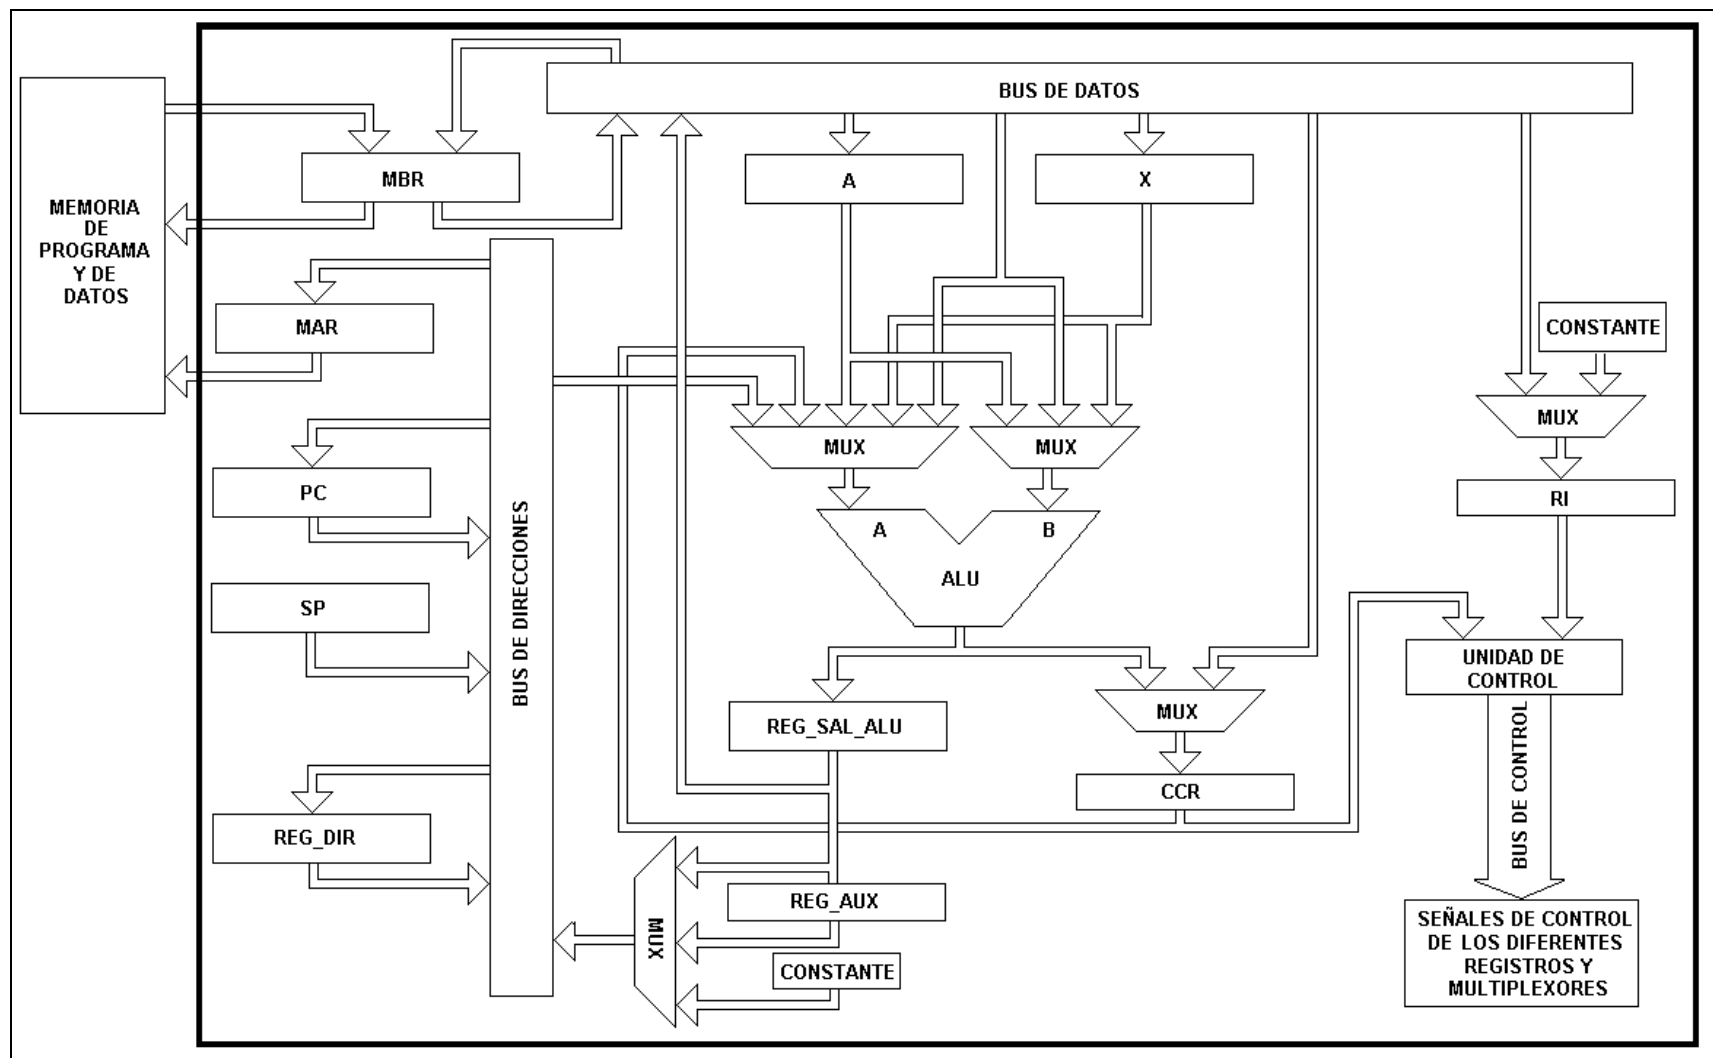 BUS DE DATOS
MEMORIA
DE
PROGRAMA
Y DE
DATOS
MBR
A
X
MAR
CONSTANTE
MUX
MUX
MUX
PC
RI
A
B
ALU
BUS DE DIRECCIONES
SP
UNIDAD DE
CONTROL
MUX
REG_SAL_ALU
BUS DE CONTROL
CCR
REG_DIR
REG_AUX
MUX
CONSTANTE
SEÑALES DE CONTROL
DE LOS DIFERENTES
REGISTROS Y
MULTIPLEXORES